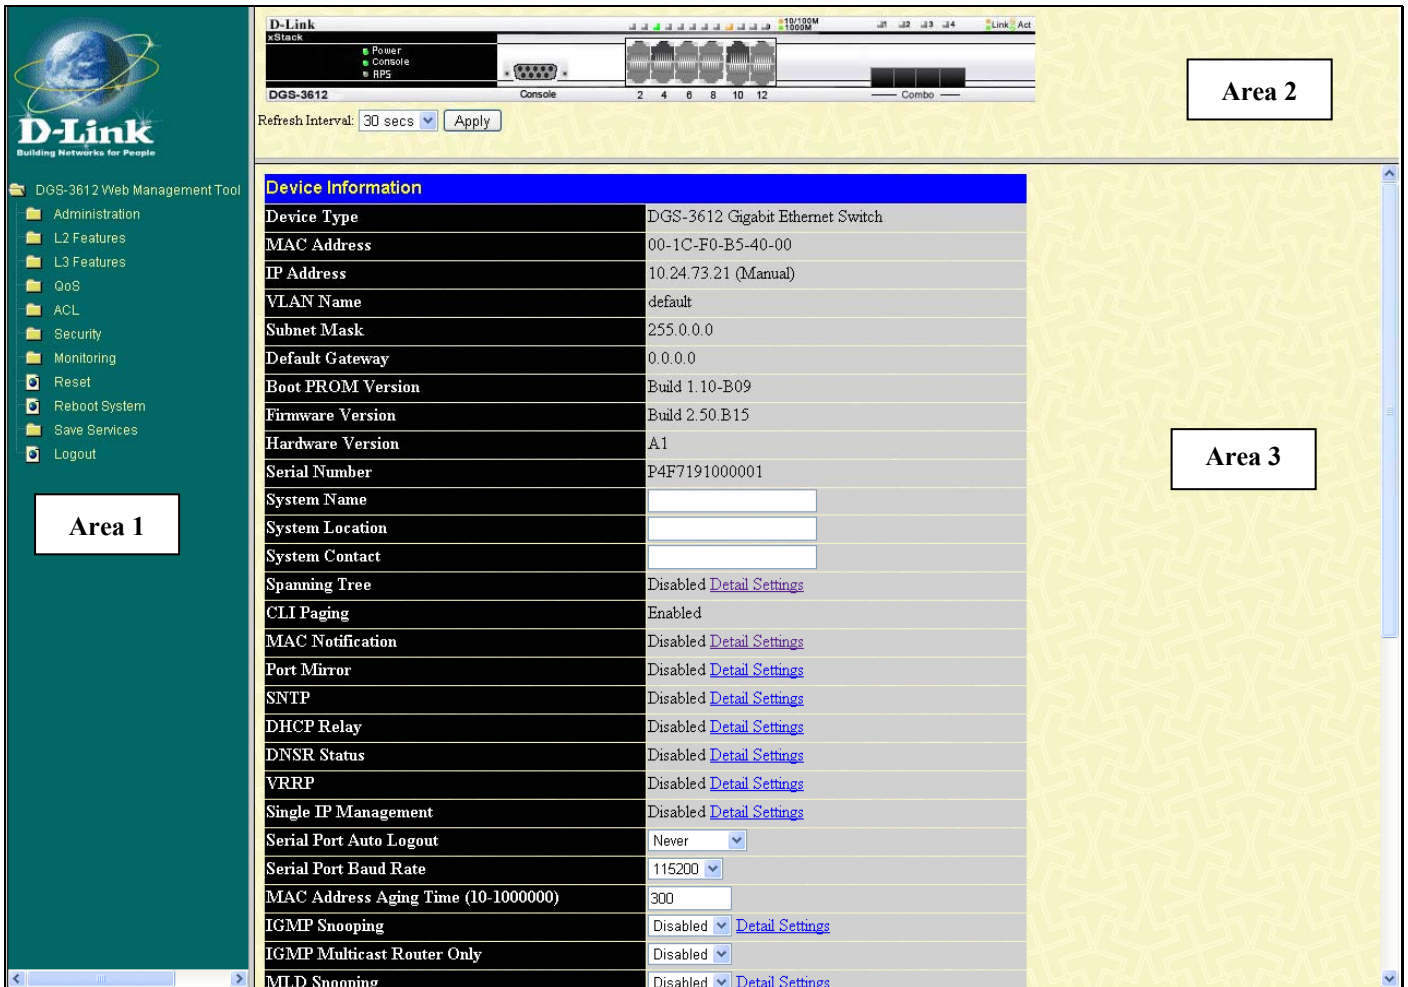 D-Link
Building Networks for People
DGS-3612 Web Management Tool
Administration
L2 Features
L3 Features
QoS
ACL
Security
Monitoring
Reset
Reboot System
Save Services
Logout
Area 1
D-Link
xStack
Power
Console
RPS
DGS-3612
Console
2 4 6 8 10 12
10/100M
1000M
1 2 3 4
Link Act
Combo
Refresh Interval: 30 secs Apply
Area 2
Device Information
Device Type DGS-3612 Gigabit Ethernet Switch
MAC Address 00-1C-F0-B5-40-00
IP Address 10.24.73.21 (Manual)
VLAN Name default
Subnet Mask 255.0.0.0
Default Gateway 0.0.0.0
Boot PROM Version Build 1.10-B09
Firmware Version Build 2.50.B15
Hardware Version A1
Serial Number P4F7191000001
System Name
System Location
System Contact
Spanning Tree Disabled Detail Settings
CLI Paging Enabled
MAC Notification Disabled Detail Settings
Port Mirror Disabled Detail Settings
SNTP Disabled Detail Settings
DHCP Relay Disabled Detail Settings
DNSR Status Disabled Detail Settings
VRRP Disabled Detail Settings
Single IP Management Disabled Detail Settings
Serial Port Auto Logout Never
Serial Port Baud Rate 115200
MAC Address Aging Time (10-1000000) 300
IGMP Snooping Disabled Detail Settings
IGMP Multicast Router Only Disabled
MLD Snooping Disabled Detail Settings
Area 3